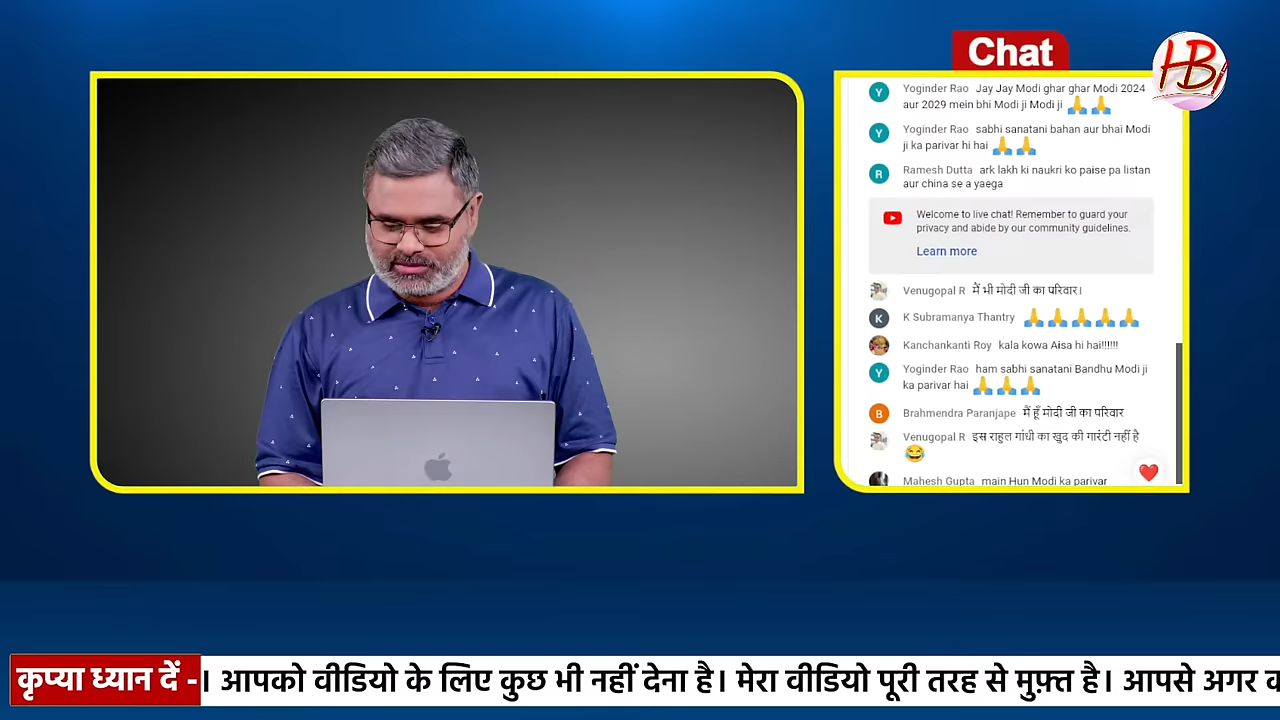 Chat
HBI
Y Yoginder Rao Jay Jay Modi ghar ghar Modi 2024
aur 2029 mein bhi Modi ji Modi ji 🙏 🙏
Y Yoginder Rao sabhi sanatani bahan aur bhai Modi
ji ka parivar hi hai 🙏 🙏
R Ramesh Dutta ark lakh ki naukri ko paise pa listan
aur china se a yaega
Welcome to live chat! Remember to guard your
privacy and abide by our community guidelines.
Learn more
Venugopal R मैं भी मोदी जी का परिवार।
K K Subramanya Thantry 🙏 🙏 🙏 🙏 🙏
Kanchankanti Roy kala kowa Aisa hi hai!!!!!!
Y Yoginder Rao ham sabhi sanatani Bandhu Modi ji
ka parivar hai 🙏 🙏 🙏
B Brahmendra Paranjape मैं हूँ मोदी जी का परिवार
Venugopal R इस राहुल गांधी का खुद की गारंटी नहीं है
😂
Mahesh Gupta main Hun Modi ka parivar
कृप्या ध्यान दें -। आपको वीडियो के लिए कुछ भी नहीं देना है। मेरा वीडियो पूरी तरह से मुफ़्त है। आपसे अगर